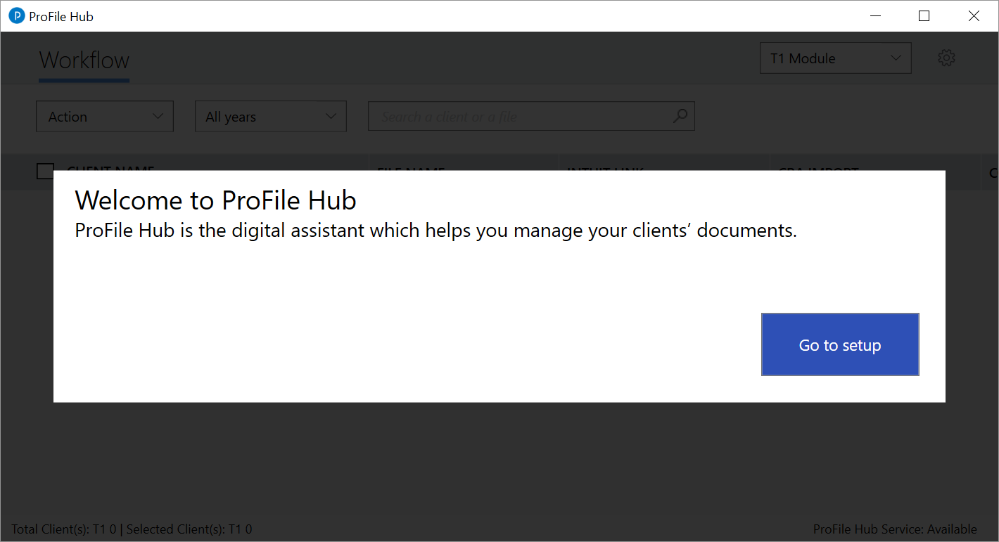 ProFile Hub
Workflow
T1 Module
Action
All years
Search a client or a file
CLIENT NAME
FILE NAME
INTUIT LINK
CRA IMPORT
C
Welcome to ProFile Hub
ProFile Hub is the digital assistant which helps you manage your clients’ documents.
Go to setup
Total Client(s): T1 0 | Selected Client(s): T1 0
ProFile Hub Service: Available